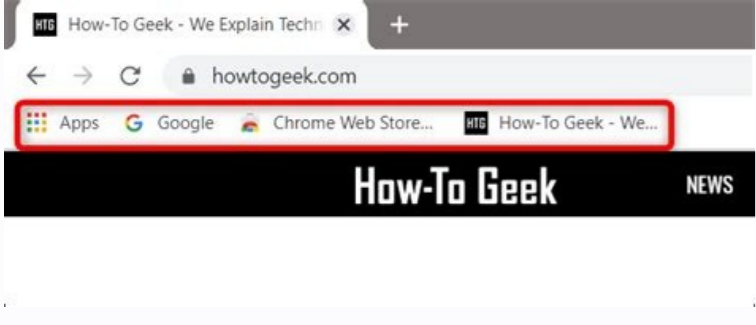 HTG How-To Geek - We Explain Techn
howtogeek.com
Apps Google Chrome Web Store... HTG How-To Geek - We...
How-To Geek NEWS